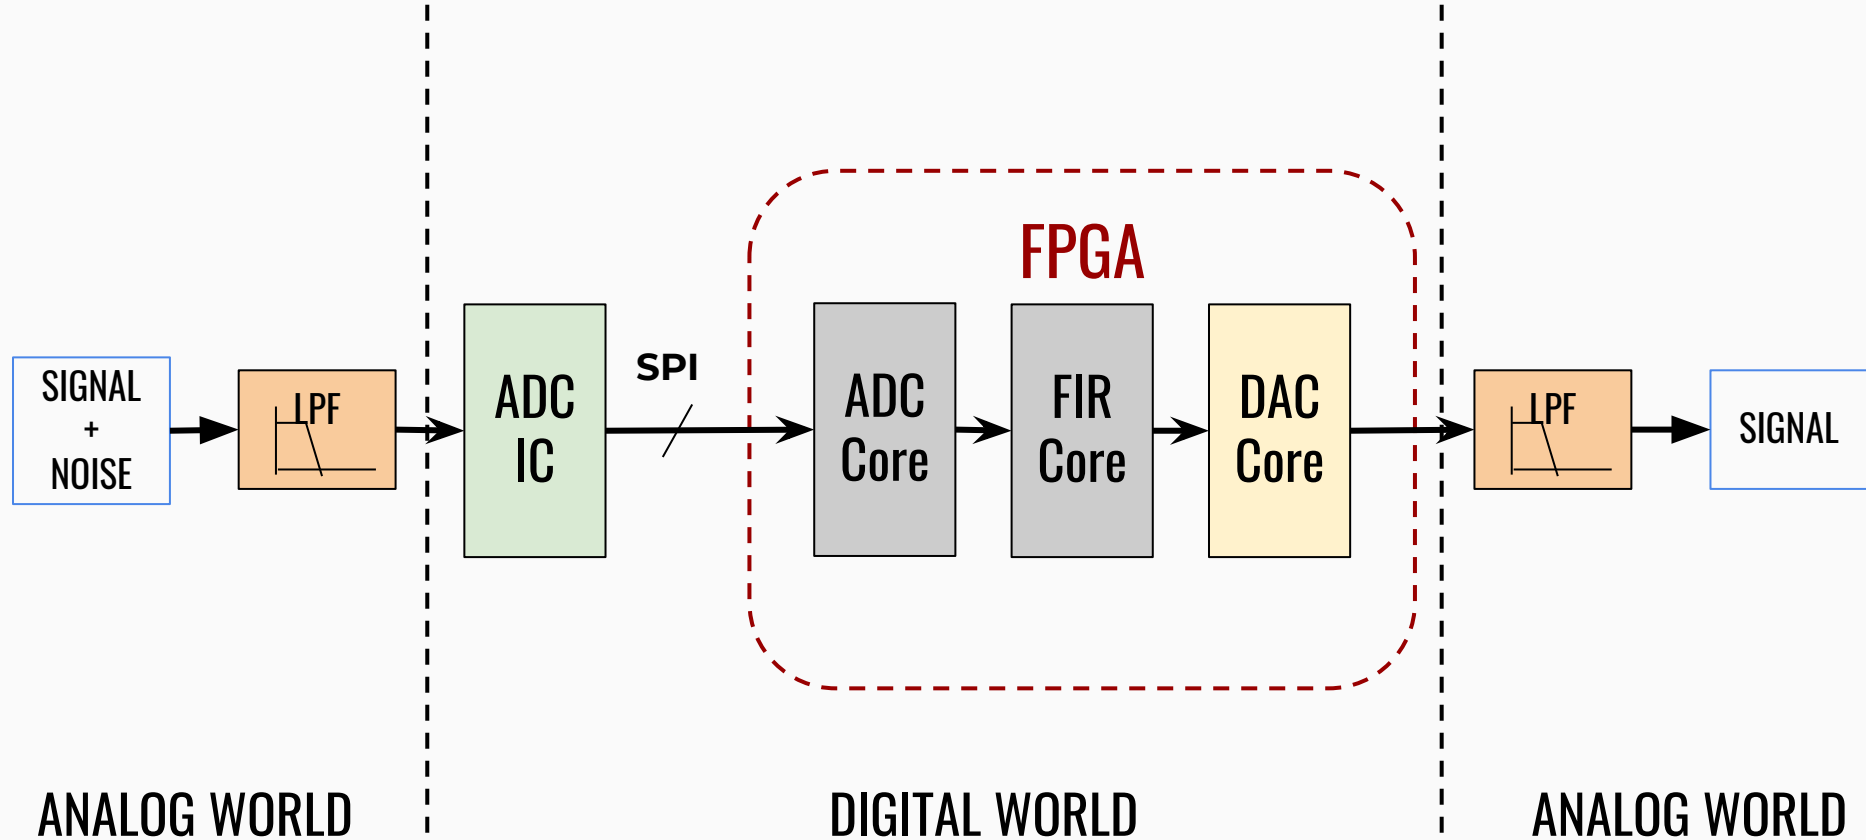 FPGA
SIGNAL
+
NOISE
LPF
ADC
IC
SPI
ADC
Core
FIR
Core
DAC
Core
LPF
SIGNAL
ANALOG WORLD
DIGITAL WORLD
ANALOG WORLD